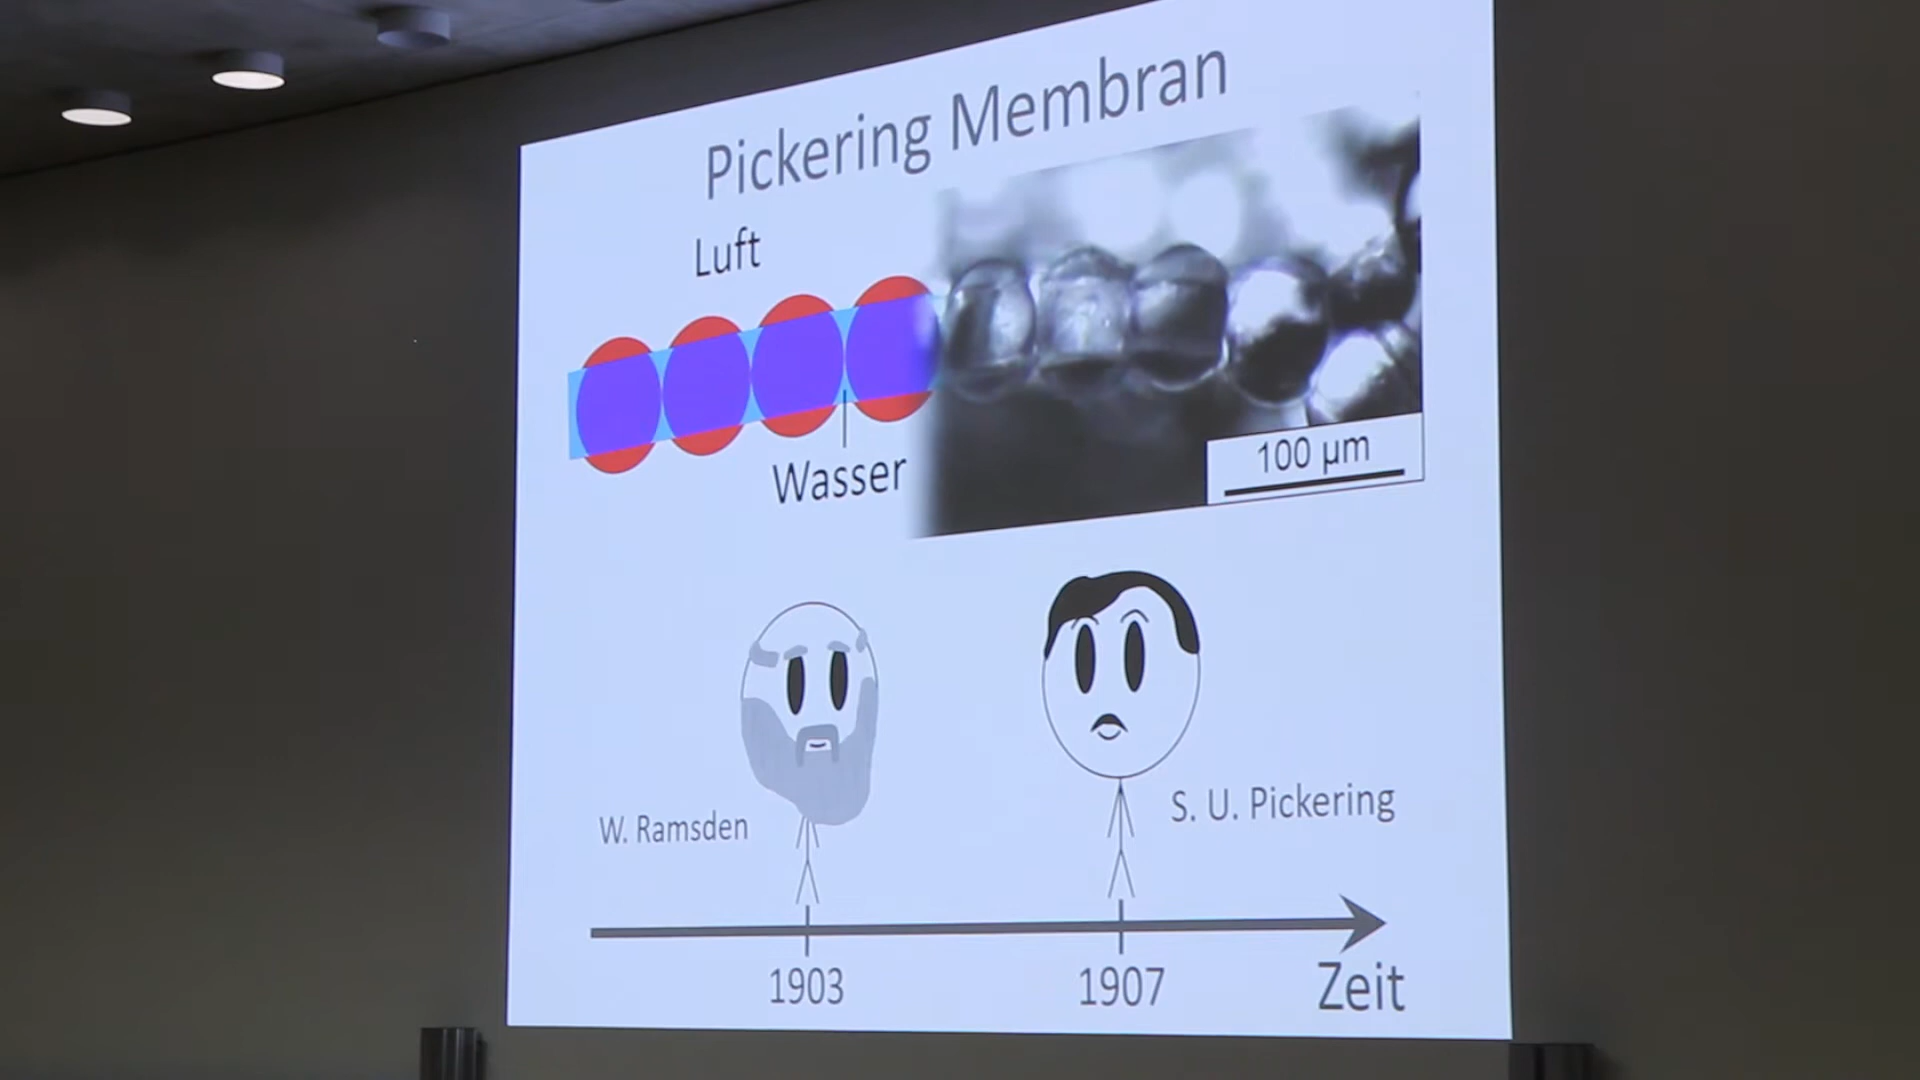 Pickering Membran
Luft
Wasser
100 µm
W. Ramsden
S. U. Pickering
1903
1907
Zeit